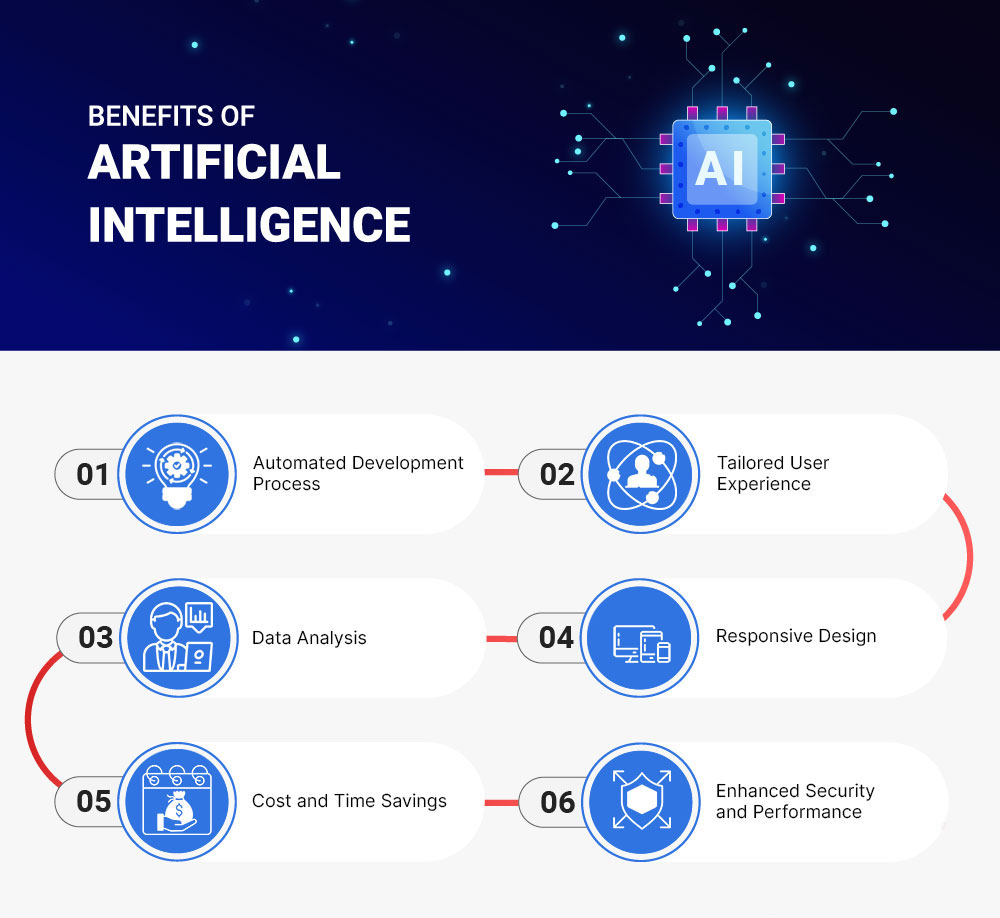 BENEFITS OF
ARTIFICIAL
INTELLIGENCE
AI
01
Automated Development
Process
02
Tailored User
Experience
03
Data Analysis
04
Responsive Design
05
$
Cost and Time Savings
06
Enhanced Security
and Performance